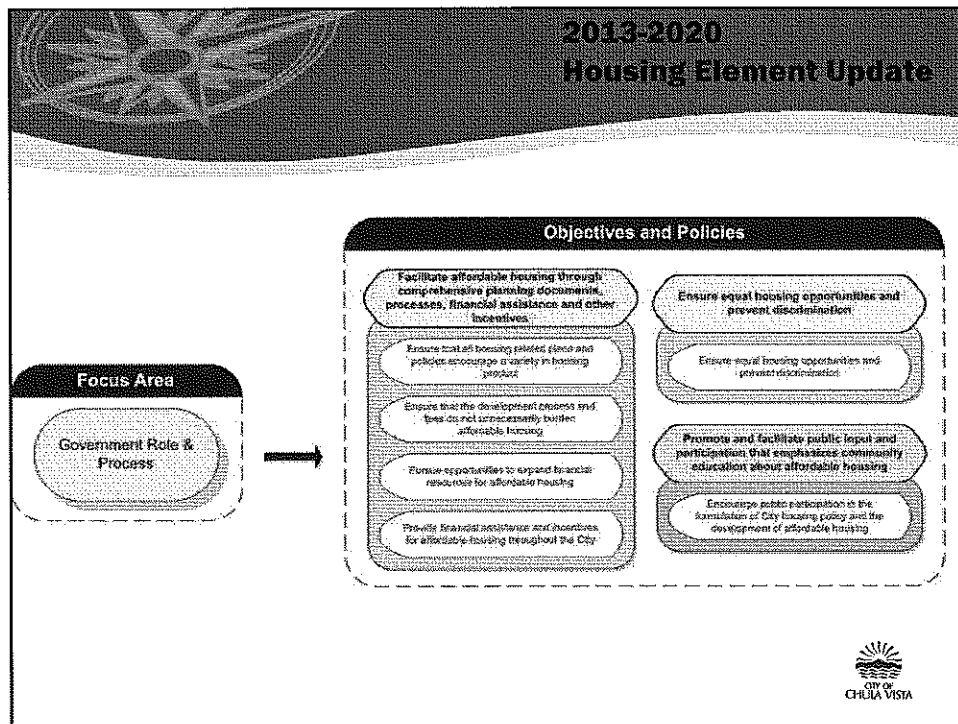 2013-2020
Housing Element Update
Objectives and Policies
Facilitate affordable housing through
comprehensive planning documents,
processes, financial assistance and other
incentives
Ensure that all housing related plans and
policies encourage a variety in housing
product
Ensure that the development process and
fees do not unnecessarily burden
affordable housing
Pursue opportunities to expand financial
resources for affordable housing
Provide financial assistance and incentives
for affordable housing throughout the City
Ensure equal housing opportunities and
prevent discrimination
Ensure equal housing opportunities and
prevent discrimination
Promote and facilitate public input and
participation that emphasizes community
education about affordable housing
Encourage public participation in the
formulation of City housing policy and the
development of affordable housing
Focus Area
Government Role &
Process
CITY OF
CHULA VISTA